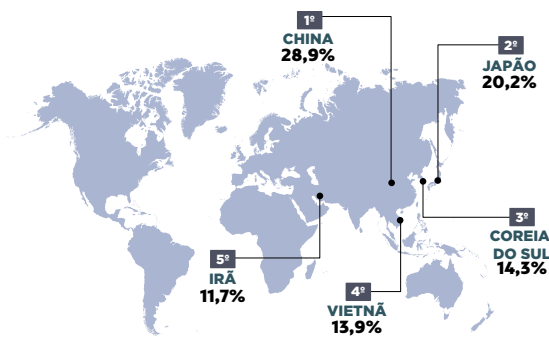 1º
CHINA
28,9%
2º
JAPÃO
20,2%
3º
COREIA
DO SUL
14,3%
4º
VIETNÃ
13,9%
5º
IRÃ
11,7%